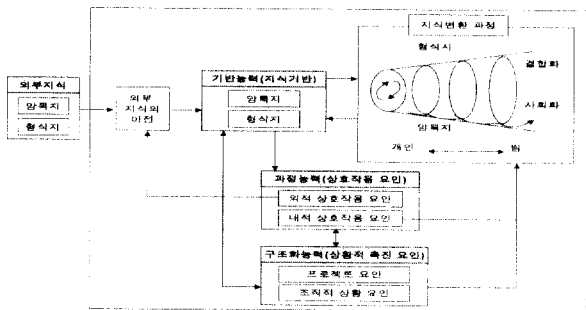 지식변환 과정
형식지
결합화
사회화
암묵지
개인
팀
외부지식
암묵지
형식지
외부
지식의
이전
기반능력(지식기반)
암묵지
형식지
과정능력(상호작용 요인)
외적 상호작용 요인
내적 상호작용 요인
구조화능력(상황적 촉진 요인)
프로젝트 요인
조직적 상황 요인